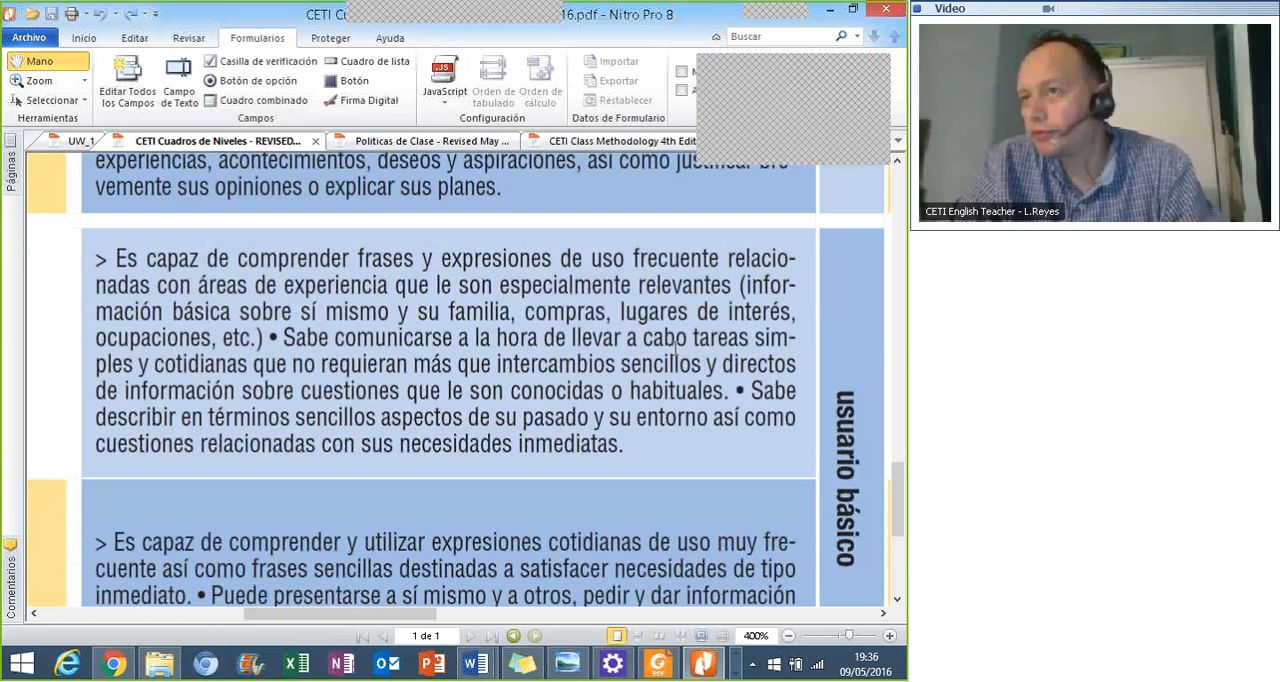 CETI Cu
16.pdf - Nitro Pro 8
Archivo
Inicio
Editar
Revisar
Formularios
Proteger
Ayuda
Buscar
Mano
Zoom
Seleccionar
Herramientas
Editar Todos
los Campos
Campo
de Texto
Casilla de verificación
Botón de opción
Cuadro combinado
Cuadro de lista
Botón
Firma Digital
Campos
JavaScript
Orden de
tabulado
Orden de
cálculo
Configuración
Importar
Exportar
Restablecer
Datos de Formulario
UW_1
CETI Cuadros de Niveles - REVISED...
Politicas de Clase - Revised May ...
CETI Class Methodology 4th Edit
Páginas
Comentarios
experiencias, acontecimientos, deseos y aspiraciones, así como justificar bre-
vemente sus opiniones o explicar sus planes.
> Es capaz de comprender frases y expresiones de uso frecuente relacio-
nadas con áreas de experiencia que le son especialmente relevantes (infor-
mación básica sobre sí mismo y su familia, compras, lugares de interés,
ocupaciones, etc.) • Sabe comunicarse a la hora de llevar a cabo tareas sim-
ples y cotidianas que no requieran más que intercambios sencillos y directos
de información sobre cuestiones que le son conocidas o habituales. • Sabe
describir en términos sencillos aspectos de su pasado y su entorno así como
cuestiones relacionadas con sus necesidades inmediatas.
usuario básico
> Es capaz de comprender y utilizar expresiones cotidianas de uso muy fre-
cuente así como frases sencillas destinadas a satisfacer necesidades de tipo
inmediato. • Puede presentarse a sí mismo y a otros, pedir y dar información
1 de 1
400%
19:36
09/05/2016
Video
CETI English Teacher - L.Reyes